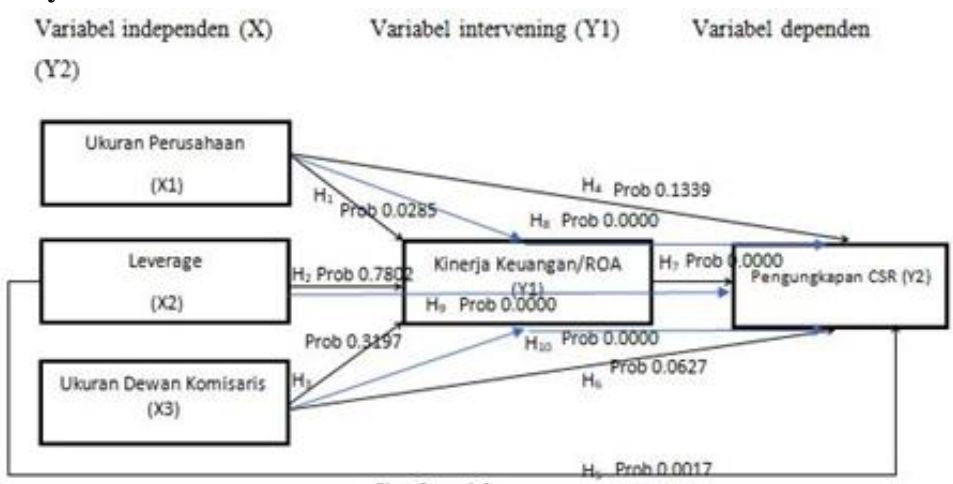 Variabel independen (X) Variabel intervening (Y1) Variabel dependen
(Y2)
Ukuran Perusahaan
(X1)
H₄ Prob 0.1339
H₁ Prob 0.0285
H₈ Prob 0.0000
Leverage
(X2)
H₂ Prob 0.7802
Kinerja Keuangan/ROA
(Y1)
H₇ Prob 0.0000
Pengungkapan CSR (Y2)
H₉ Prob 0.0000
Prob 0.3197
H₁₀ Prob 0.0000
Ukuran Dewan Komisaris
(X3)
H₃
Prob 0.0627
H₆
H₅ Prob 0.0017